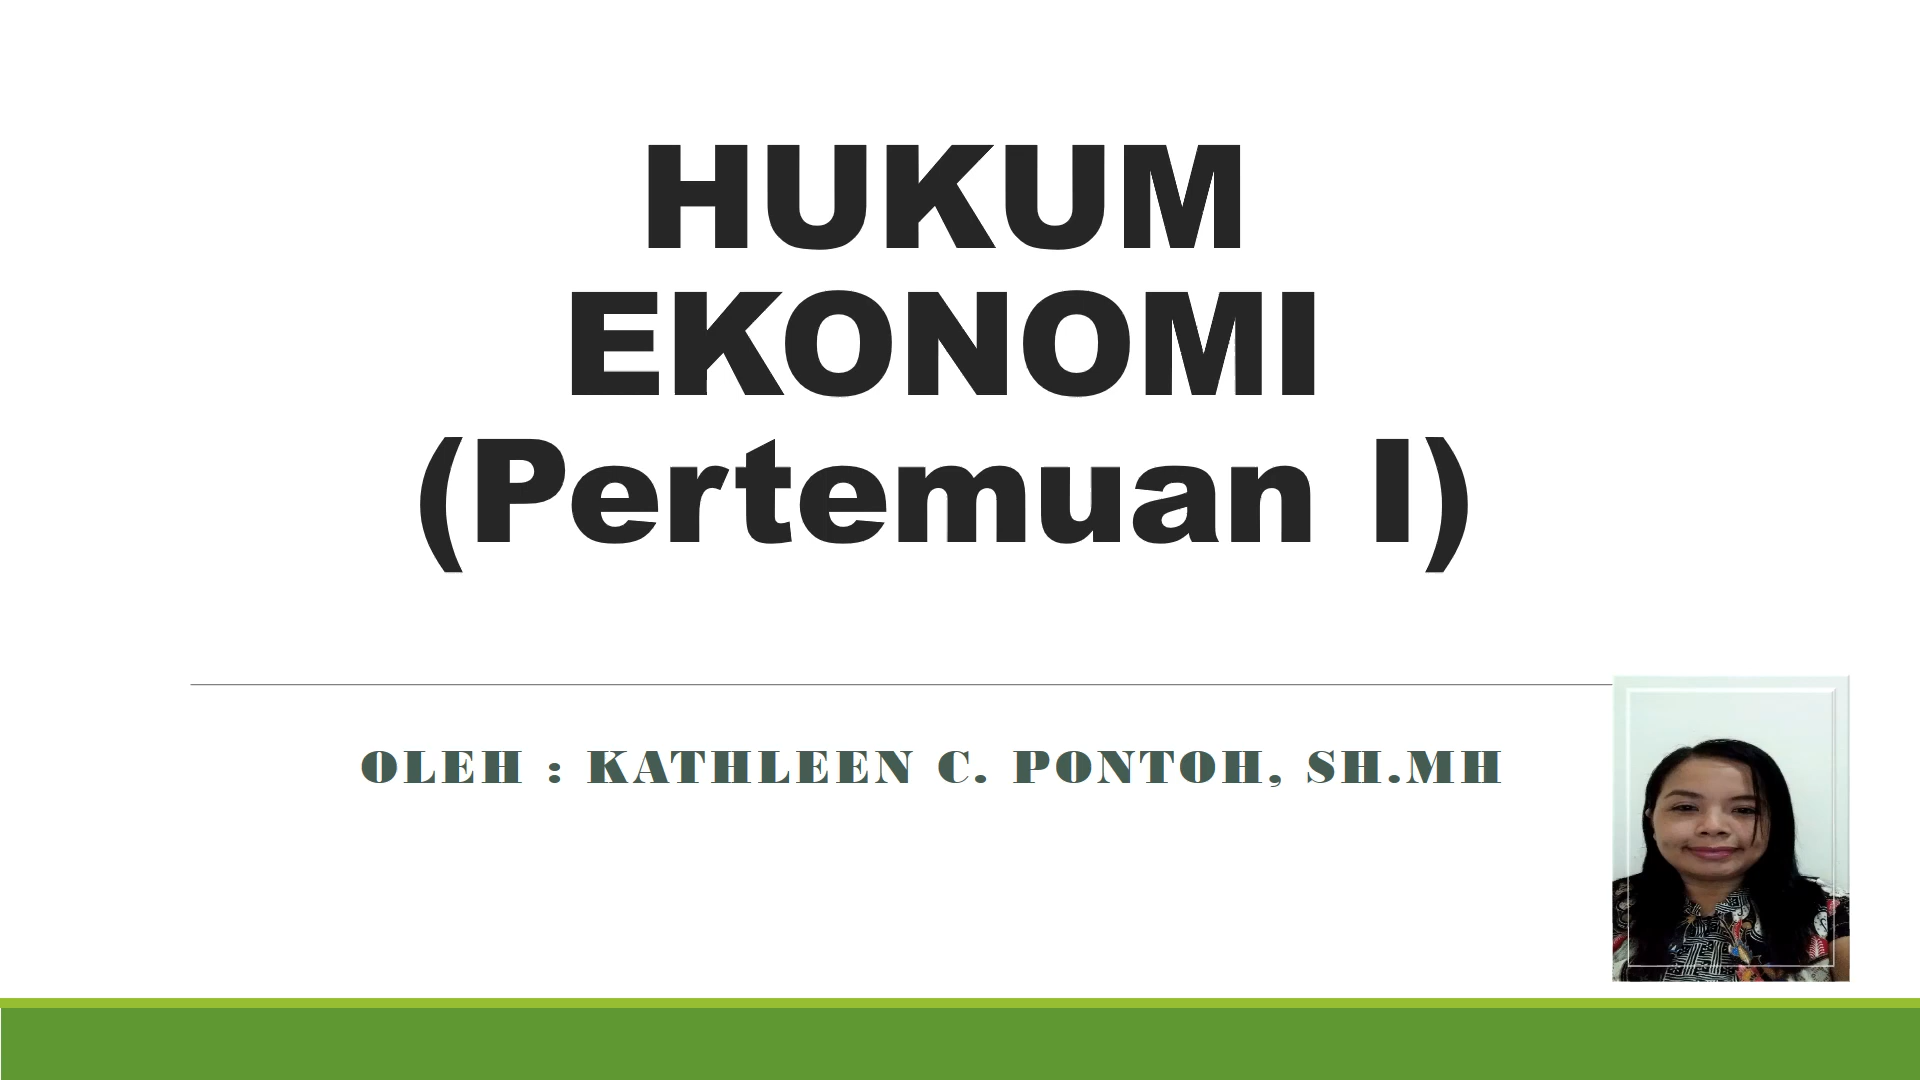 HUKUM
EKONOMI
(Pertemuan I)
OLEH : KATHLEEN C. PONTOH, SH.MH